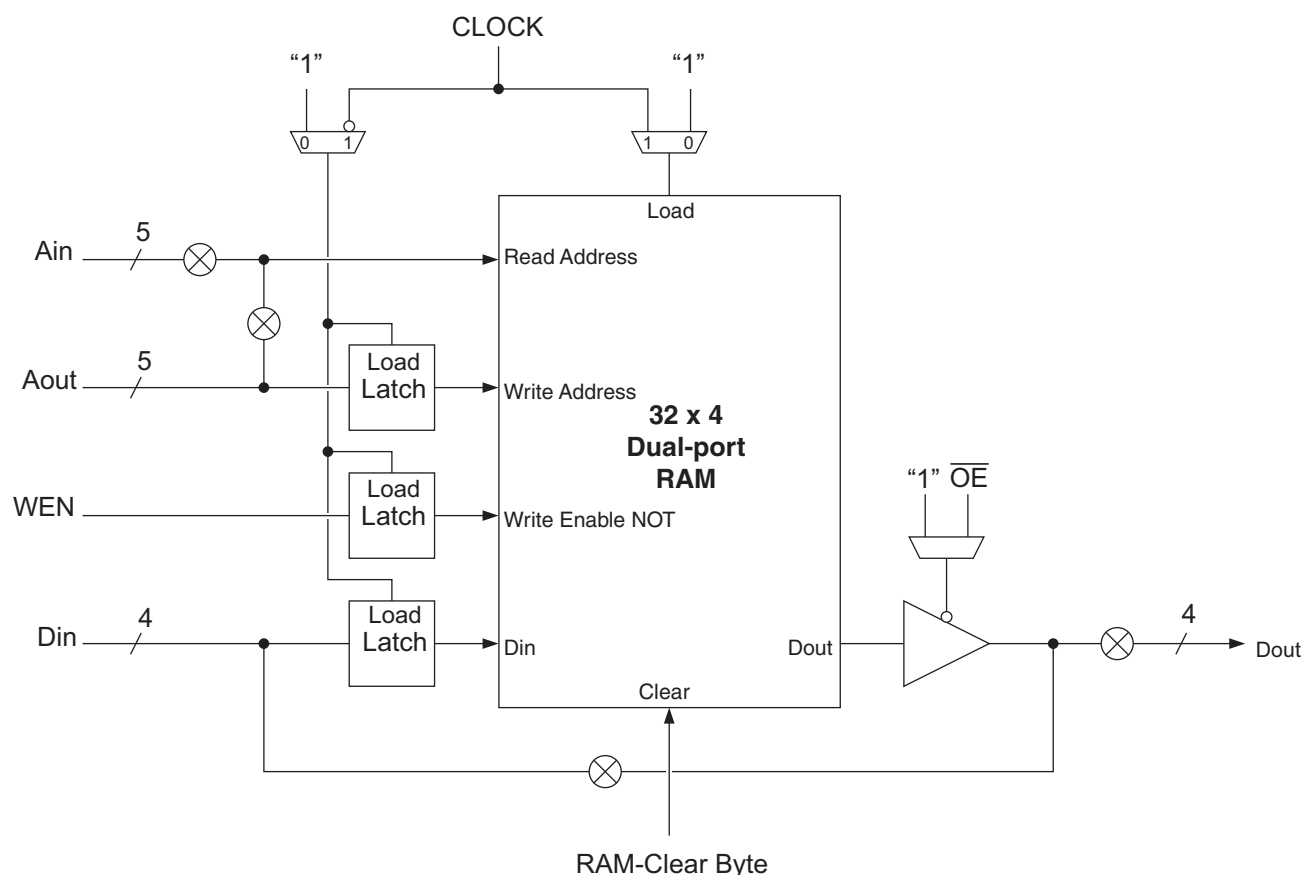 CLOCK
“1” “1”
0 1 1 0
Load
Ain 5 Read Address
Aout 5 Load Latch Write Address
32 x 4
Dual-port
RAM
WEN Load Latch Write Enable NOT
“1” OE
Din 4 Load Latch Din Dout 4 Dout
Clear
RAM-Clear Byte